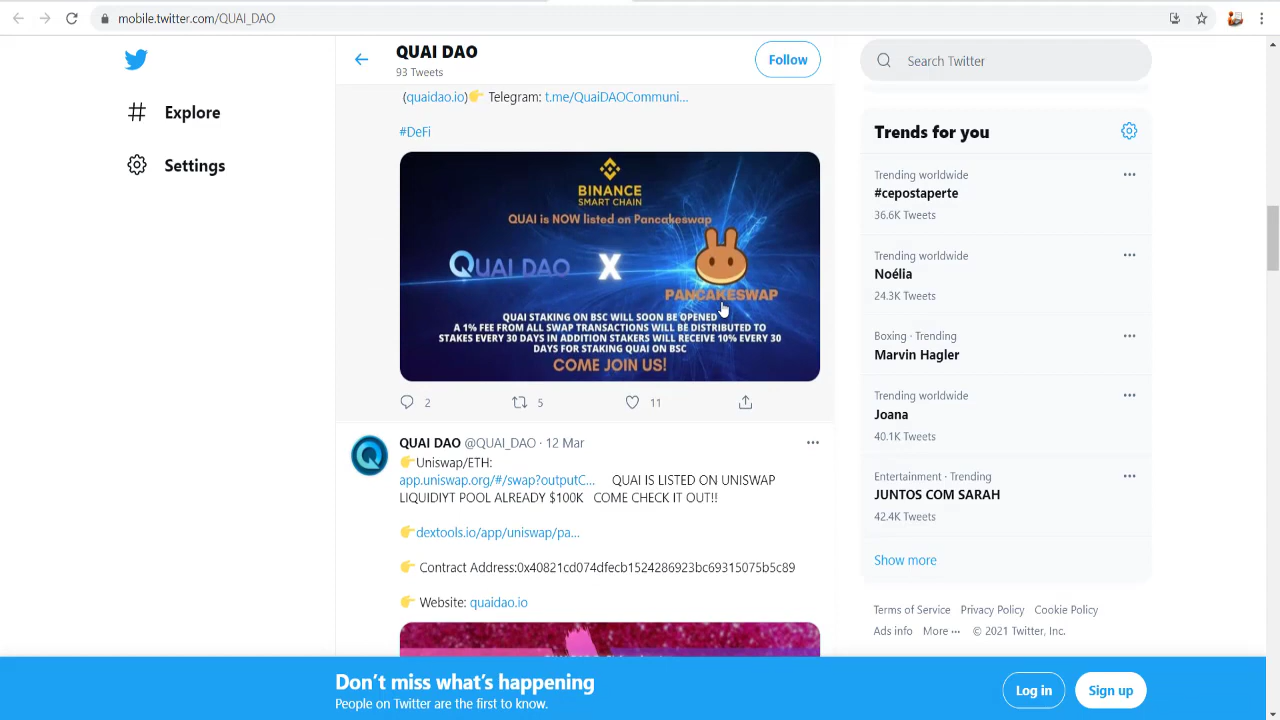 mobile.twitter.com/QUAI_DAO
QUAI DAO
93 Tweets
Follow
Search Twitter
Explore
Settings
(quaidao.io)👉 Telegram: t.me/QuaiDAOCommuni...
#DeFi
BINANCE
SMART CHAIN
QUAI is NOW listed on Pancakeswap
QUAI DAO X
PANCAKESWAP
QUAI STAKING ON BSC WILL SOON BE OPENED
A 1% FEE FROM ALL SWAP TRANSACTIONS WILL BE DISTRIBUTED TO
STAKES EVERY 30 DAYS IN ADDITION STAKERS WILL RECEIVE 10% EVERY 30
DAYS FOR STAKING QUAI ON BSC
COME JOIN US!
2 5 11
QUAI DAO @QUAI_DAO · 12 Mar
👉Uniswap/ETH:
app.uniswap.org/#/swap?outputC... QUAI IS LISTED ON UNISWAP
LIQUIDIYT POOL ALREADY $100K COME CHECK IT OUT!!
👉dextools.io/app/uniswap/pa...
👉 Contract Address:0x40821cd074dfecb1524286923bc69315075b5c89
👉 Website: quaidao.io
Trends for you
Trending worldwide
#cepostaperte
36.6K Tweets
Trending worldwide
Noélia
24.3K Tweets
Boxing · Trending
Marvin Hagler
Trending worldwide
Joana
40.1K Tweets
Entertainment · Trending
JUNTOS COM SARAH
42.4K Tweets
Show more
Terms of Service Privacy Policy Cookie Policy
Ads info More ··· © 2021 Twitter, Inc.
Don't miss what's happening
People on Twitter are the first to know.
Log in
Sign up